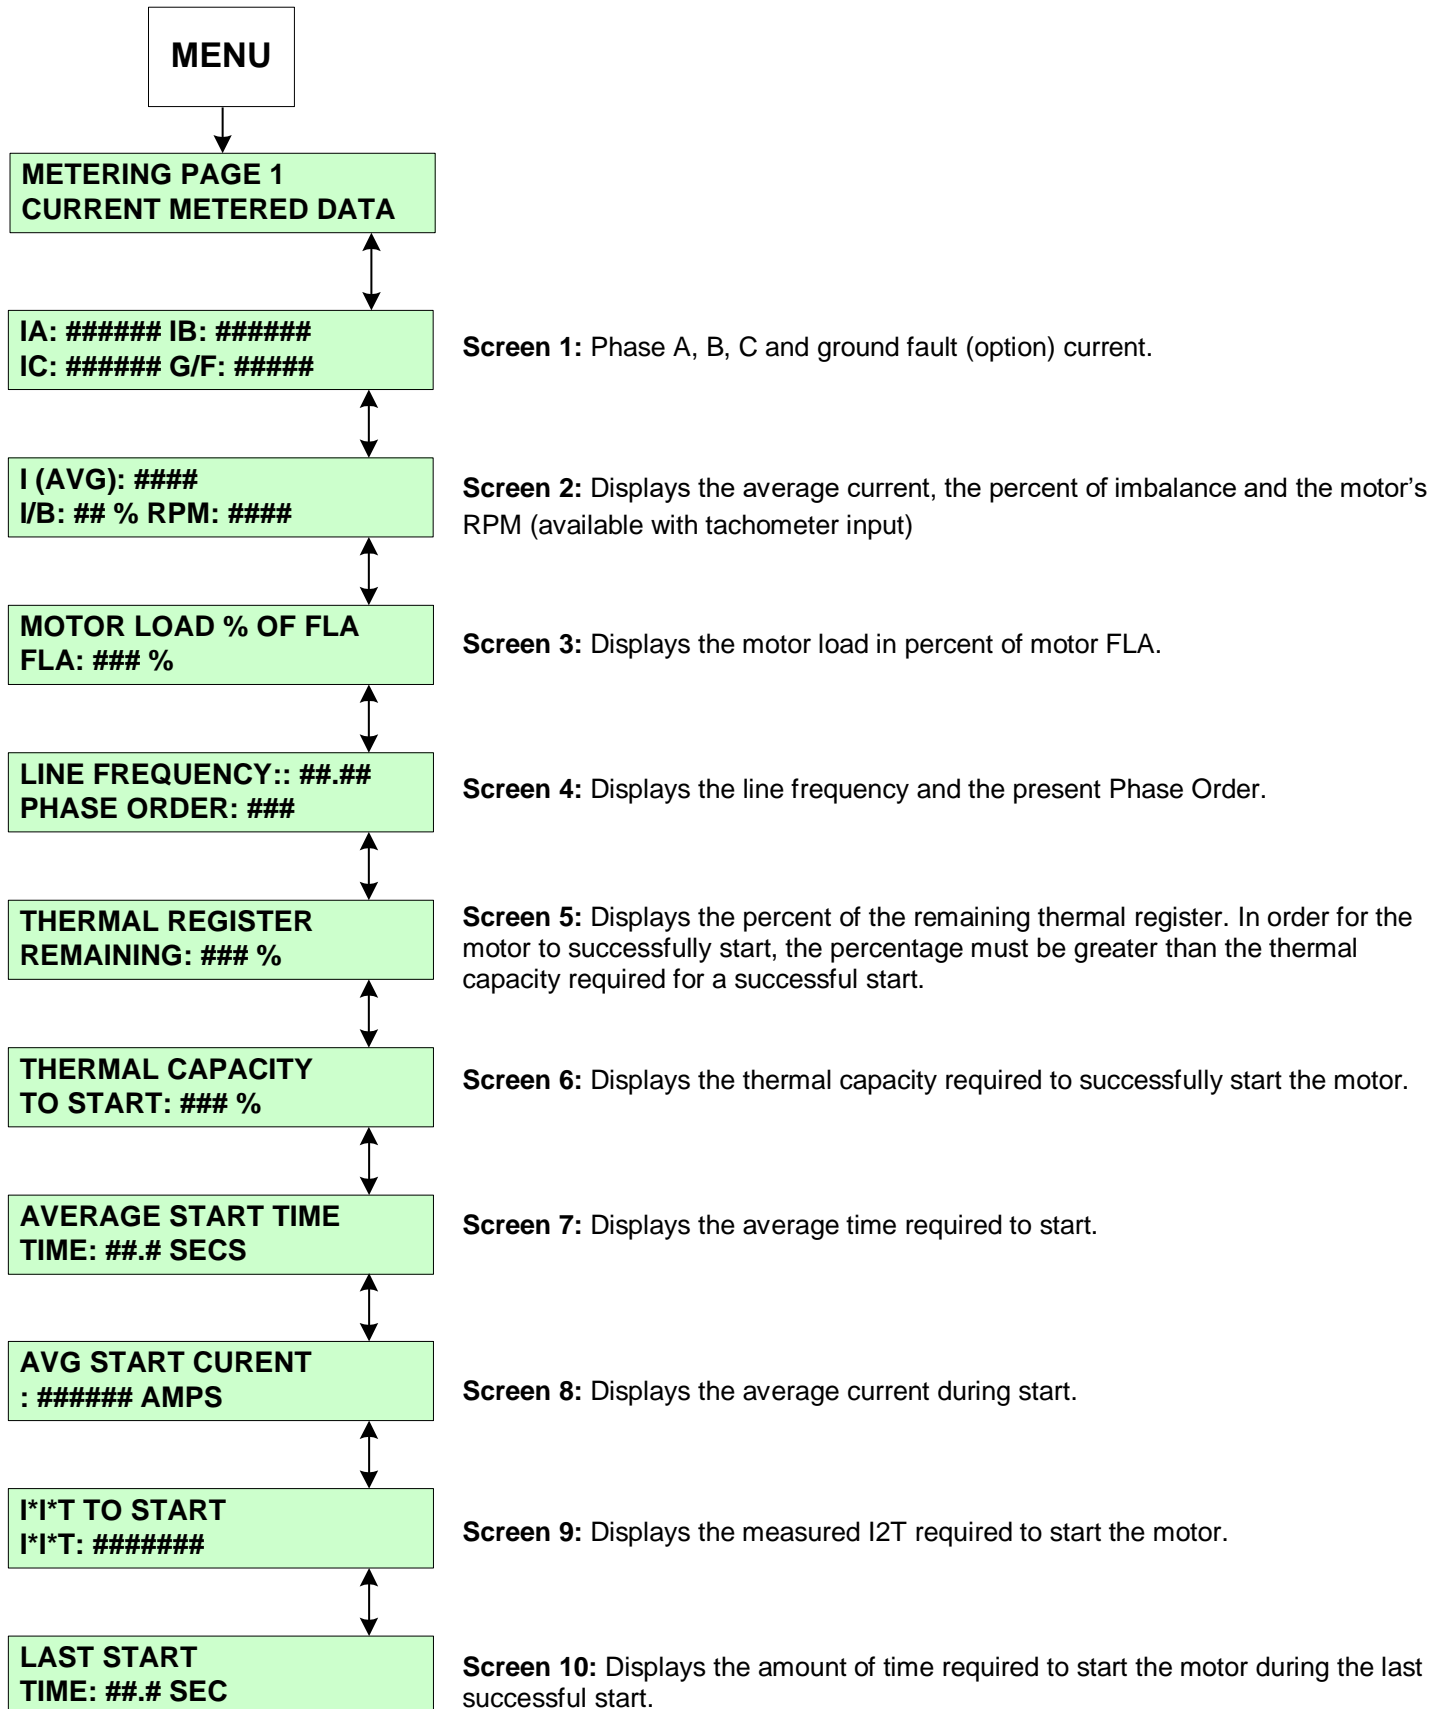 MENU
METERING PAGE 1
CURRENT METERED DATA
IA: ###### IB: ######
IC: ###### G/F: #####
Screen 1: Phase A, B, C and ground fault (option) current.
I (AVG): ####
I/B: ## % RPM: ####
Screen 2: Displays the average current, the percent of imbalance and the motor’s
RPM (available with tachometer input)
MOTOR LOAD % OF FLA
FLA: ### %
Screen 3: Displays the motor load in percent of motor FLA.
LINE FREQUENCY:: ##.##
PHASE ORDER: ###
Screen 4: Displays the line frequency and the present Phase Order.
THERMAL REGISTER
REMAINING: ### %
Screen 5: Displays the percent of the remaining thermal register. In order for the
motor to successfully start, the percentage must be greater than the thermal
capacity required for a successful start.
THERMAL CAPACITY
TO START: ### %
Screen 6: Displays the thermal capacity required to successfully start the motor.
AVERAGE START TIME
TIME: ##.# SECS
Screen 7: Displays the average time required to start.
AVG START CURENT
: ###### AMPS
Screen 8: Displays the average current during start.
I*I*T TO START
I*I*T: #######
Screen 9: Displays the measured I2T required to start the motor.
LAST START
TIME: ##.# SEC
Screen 10: Displays the amount of time required to start the motor during the last
successful start.